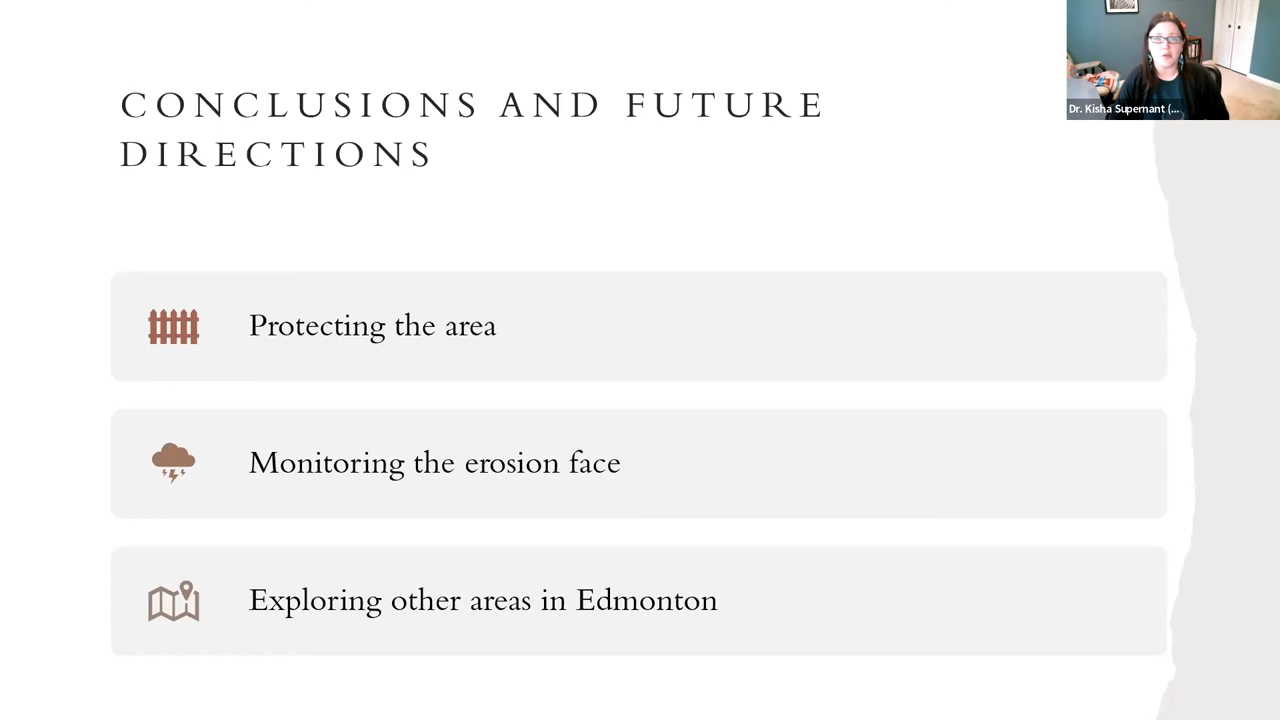 CONCLUSIONS AND FUTURE
DIRECTIONS
Dr. Kisha Supernant (...
Protecting the area
Monitoring the erosion face
Exploring other areas in Edmonton